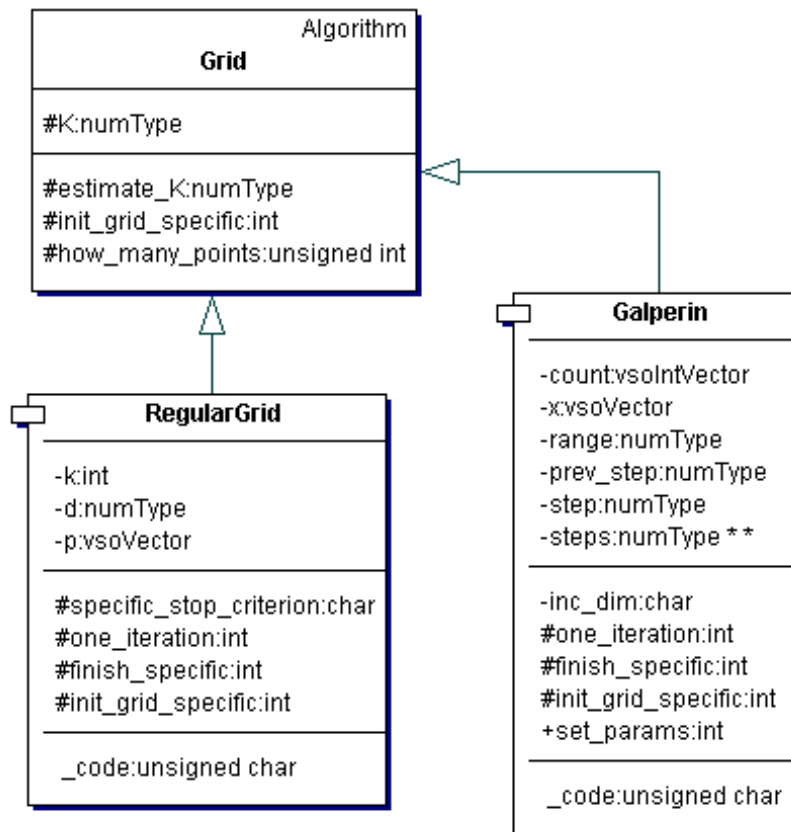 Algorithm
Grid
#K:numType
#estimate_K:numType
#init_grid_specific:int
#how_many_points:unsigned int
RegularGrid
-k:int
-d:numType
-p:vsoVector
#specific_stop_criterion:char
#one_iteration:int
#finish_specific:int
#init_grid_specific:int
_code:unsigned char
Galperin
-count:vsoIntVector
-x:vsoVector
-range:numType
-prev_step:numType
-step:numType
-steps:numType * *
-inc_dim:char
#one_iteration:int
#finish_specific:int
#init_grid_specific:int
+set_params:int
_code:unsigned char